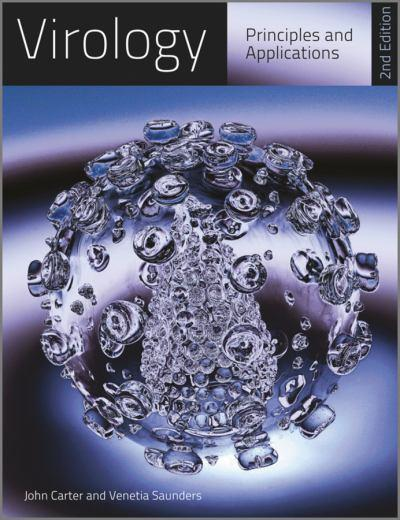 Virology
Principles and
Applications
2nd Edition
John Carter and Venetia Saunders